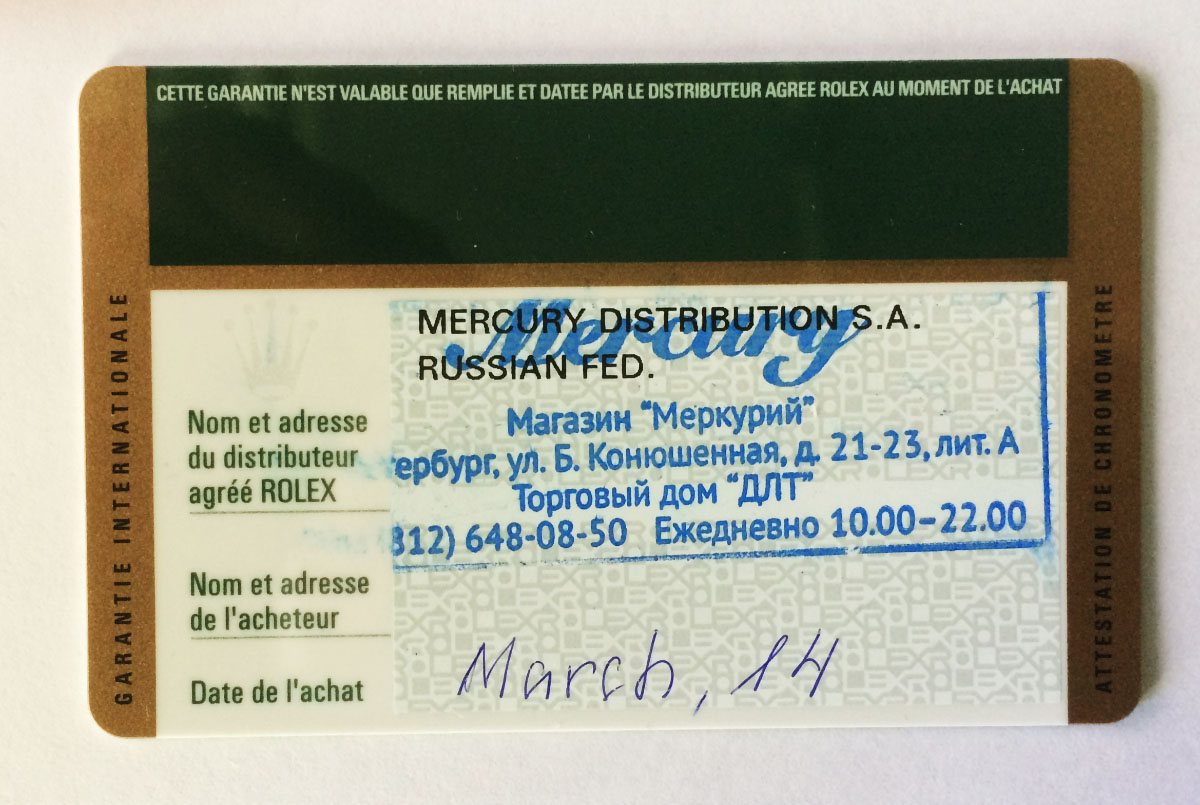 CETTE GARANTIE N'EST VALABLE QUE REMPLIE ET DATEE PAR LE DISTRIBUTEUR AGREE ROLEX AU MOMENT DE L'ACHAT
GARANTIE INTERNATIONALE
Mercury
MERCURY DISTRIBUTION S.A.
RUSSIAN FED.
Nom et adresse
du distributeur
agréé ROLEX
Магазин "Меркурий"
тербург, ул. Б. Конюшенная, д. 21-23, лит. А
Торговый дом "ДЛТ"
812) 648-08-50 Ежедневно 10.00-22.00
Nom et adresse
de l'acheteur
Date de l'achat
March, 14
ATTESTATION DE CHRONOMETRE